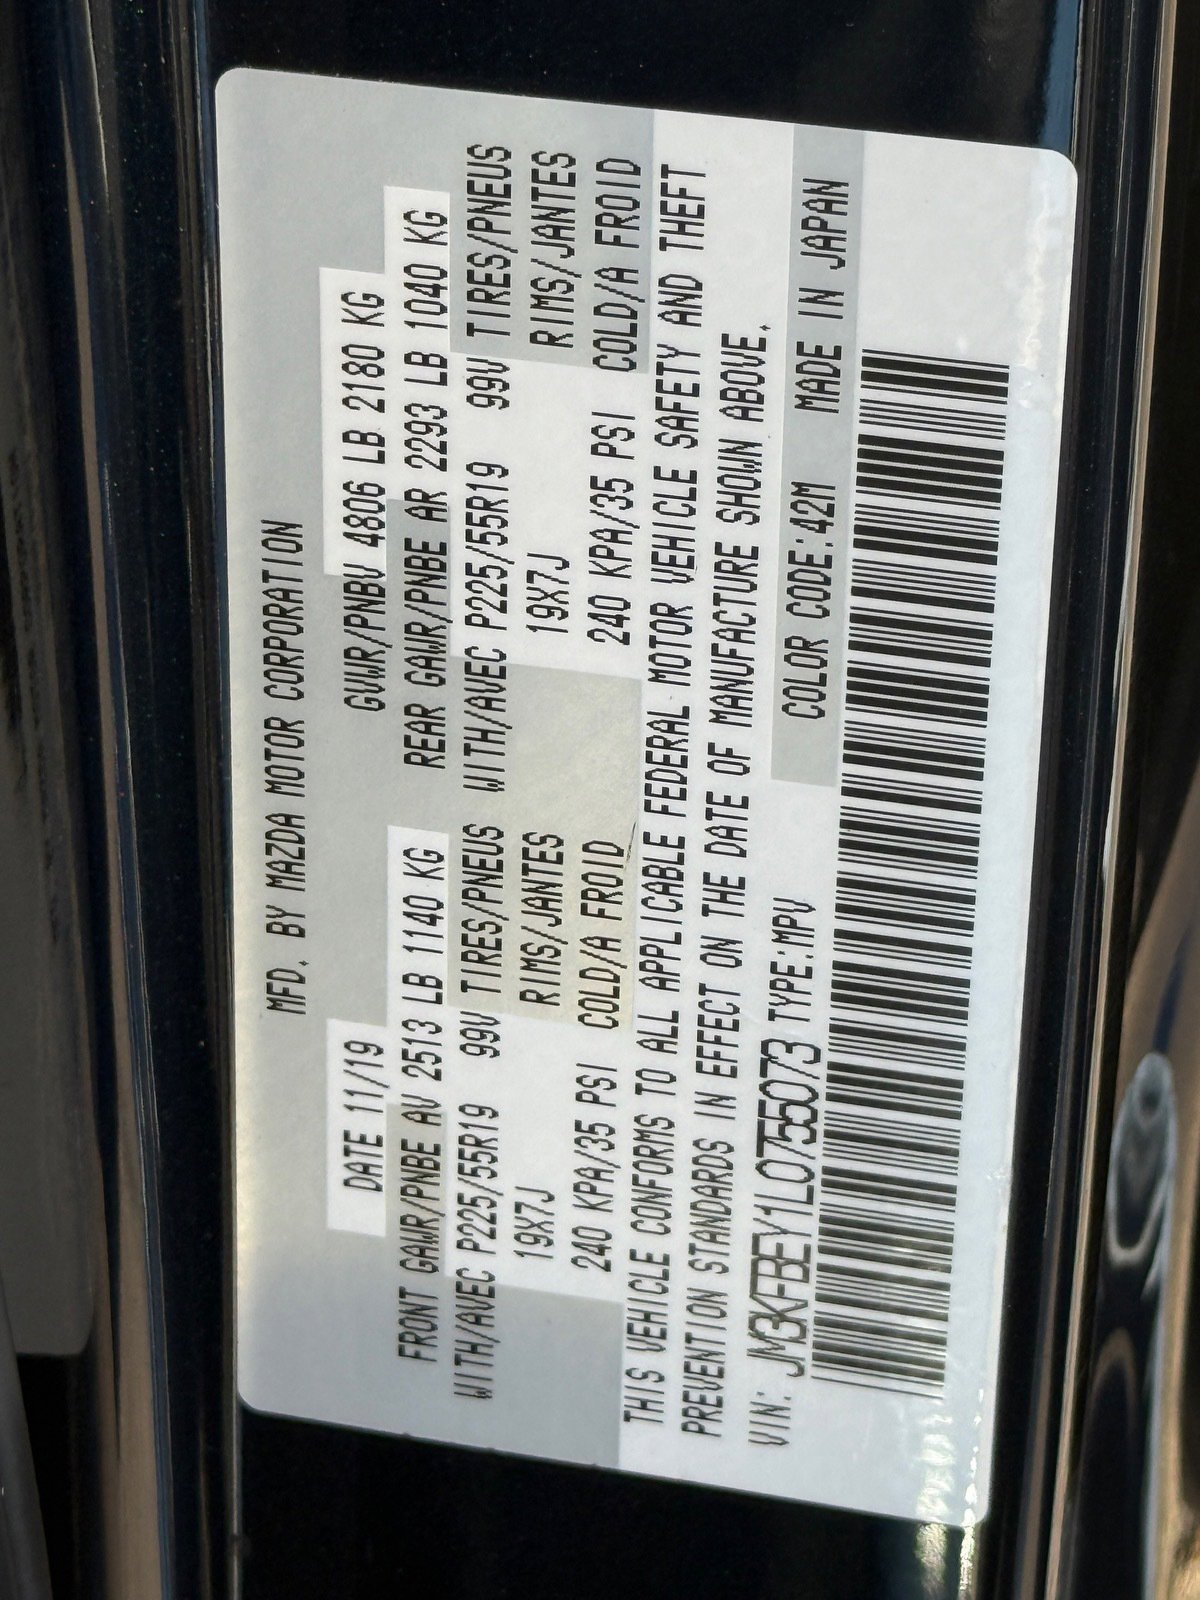 MFD. BY MAZDA MOTOR CORPORATION
DATE 11/19 GVWR/PNBV 4806 LB 2180 KG
FRONT GAWR/PNBE AV 2513 LB 1140 KG REAR GAWR/PNBE AR 2293 LB 1040 KG
WITH/AVEC P225/55R19 99V TIRES/PNEUS WITH/AVEC P225/55R19 99V TIRES/PNEUS
19X7J RIMS/JANTES 19X7J RIMS/JANTES
240 KPA/35 PSI COLD/A FROID 240 KPA/35 PSI COLD/A FROID
THIS VEHICLE CONFORMS TO ALL APPLICABLE FEDERAL MOTOR VEHICLE SAFETY AND THEFT
PREVENTION STANDARDS IN EFFECT ON THE DATE OF MANUFACTURE SHOWN ABOVE.
VIN: JM3KFBEY1L0755073 TYPE:MPV COLOR CODE:42M MADE IN JAPAN